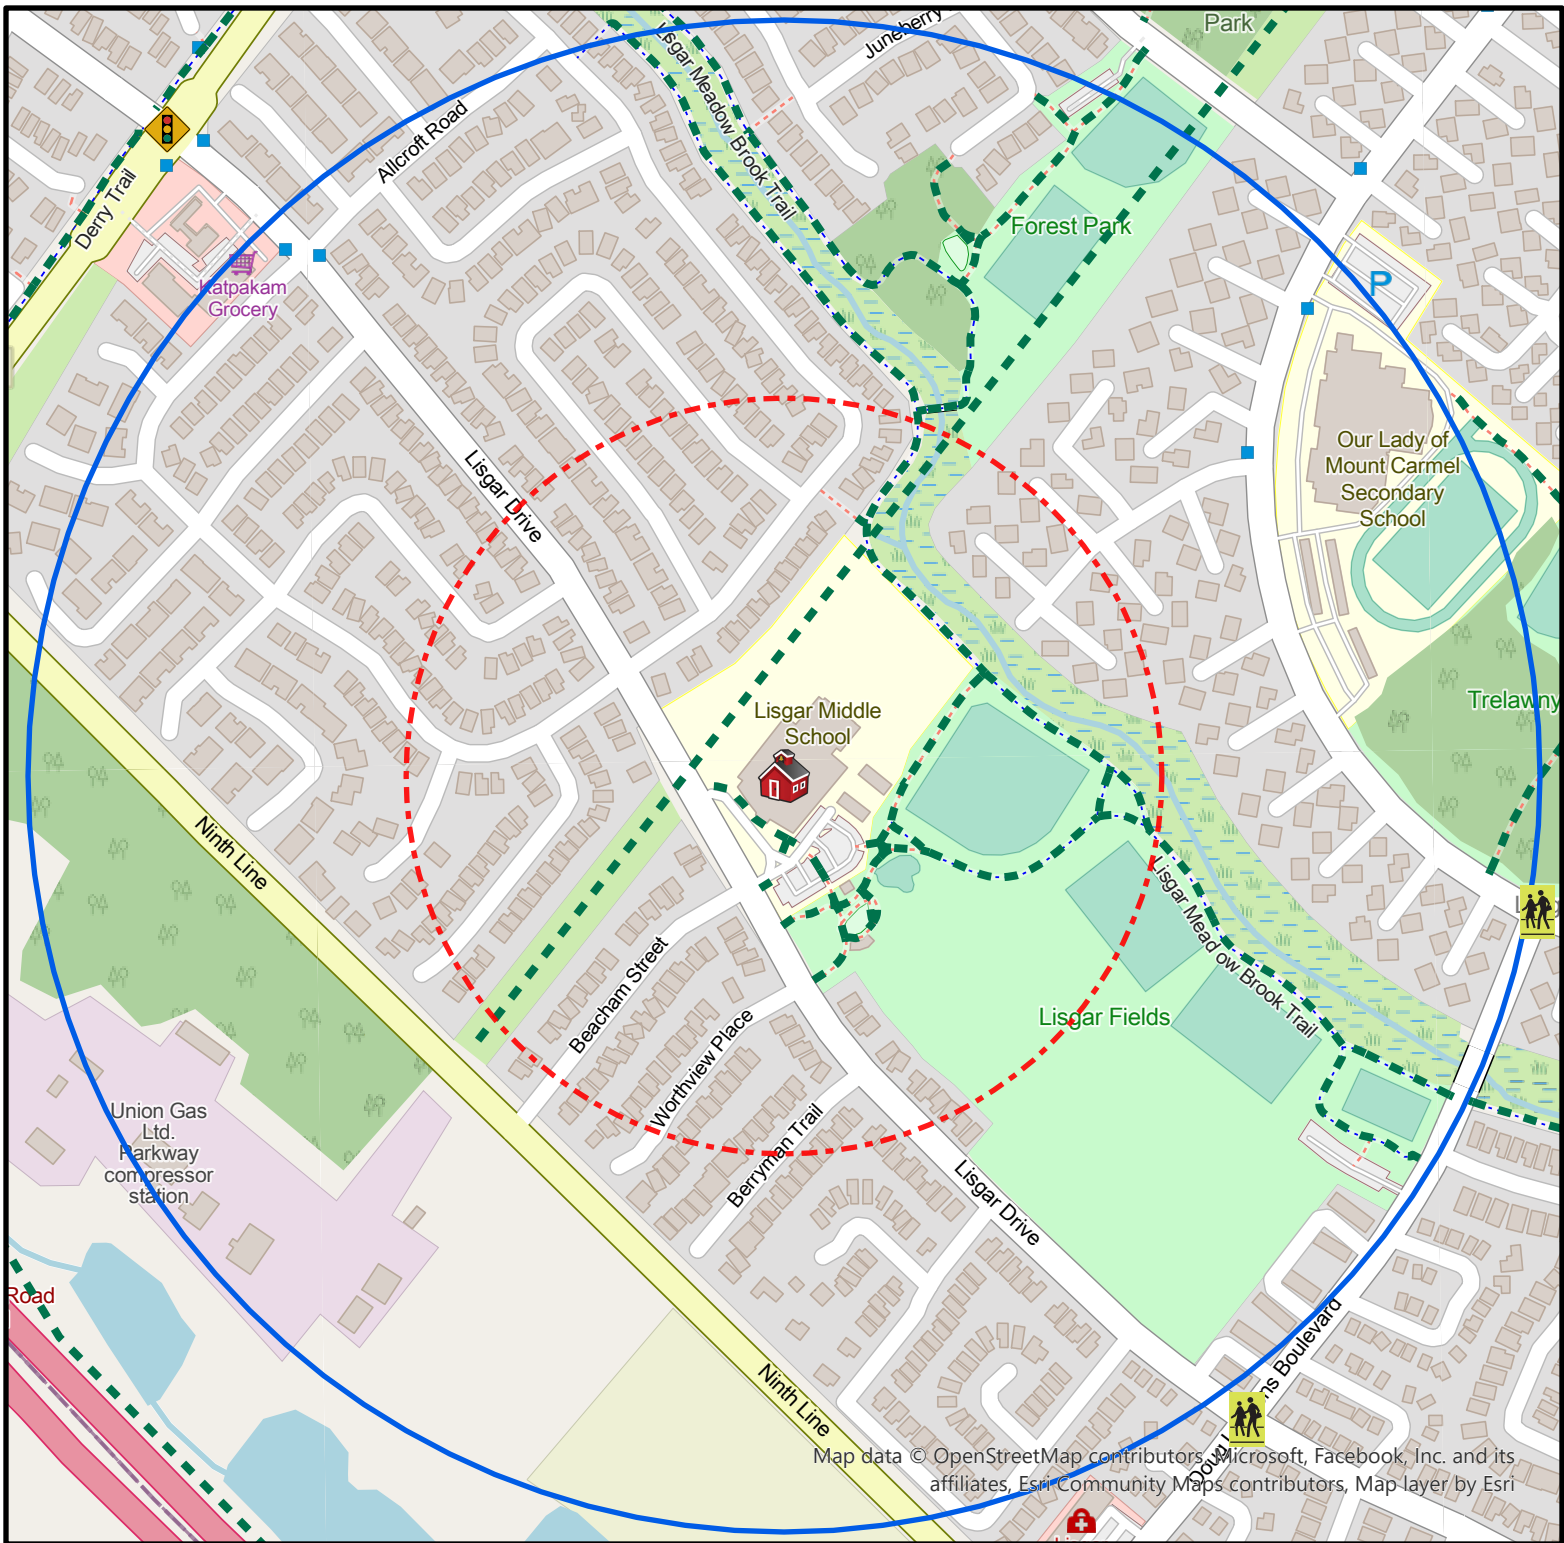 Park
Juneberry
Lisgar Meadow Brook Trail
Allcroft Road
Derry Trail
Forest Park
Katpakam
Grocery
P
Our Lady of
Mount Carmel
Secondary
School
Lisgar Drive
Trelawny
Lisgar Middle
School
Ninth Line
Lisgar Meadow Brook Trail
Beacham Street
Lisgar Fields
Worthview Place
Union Gas
Ltd.
Parkway
compressor
station
Berryman Trail
Lisgar Drive
Road
Boulevard
Ninth Line
Map data © OpenStreetMap contributors, Microsoft, Facebook, Inc. and its
affiliates, Esri Community Maps contributors, Map layer by Esri